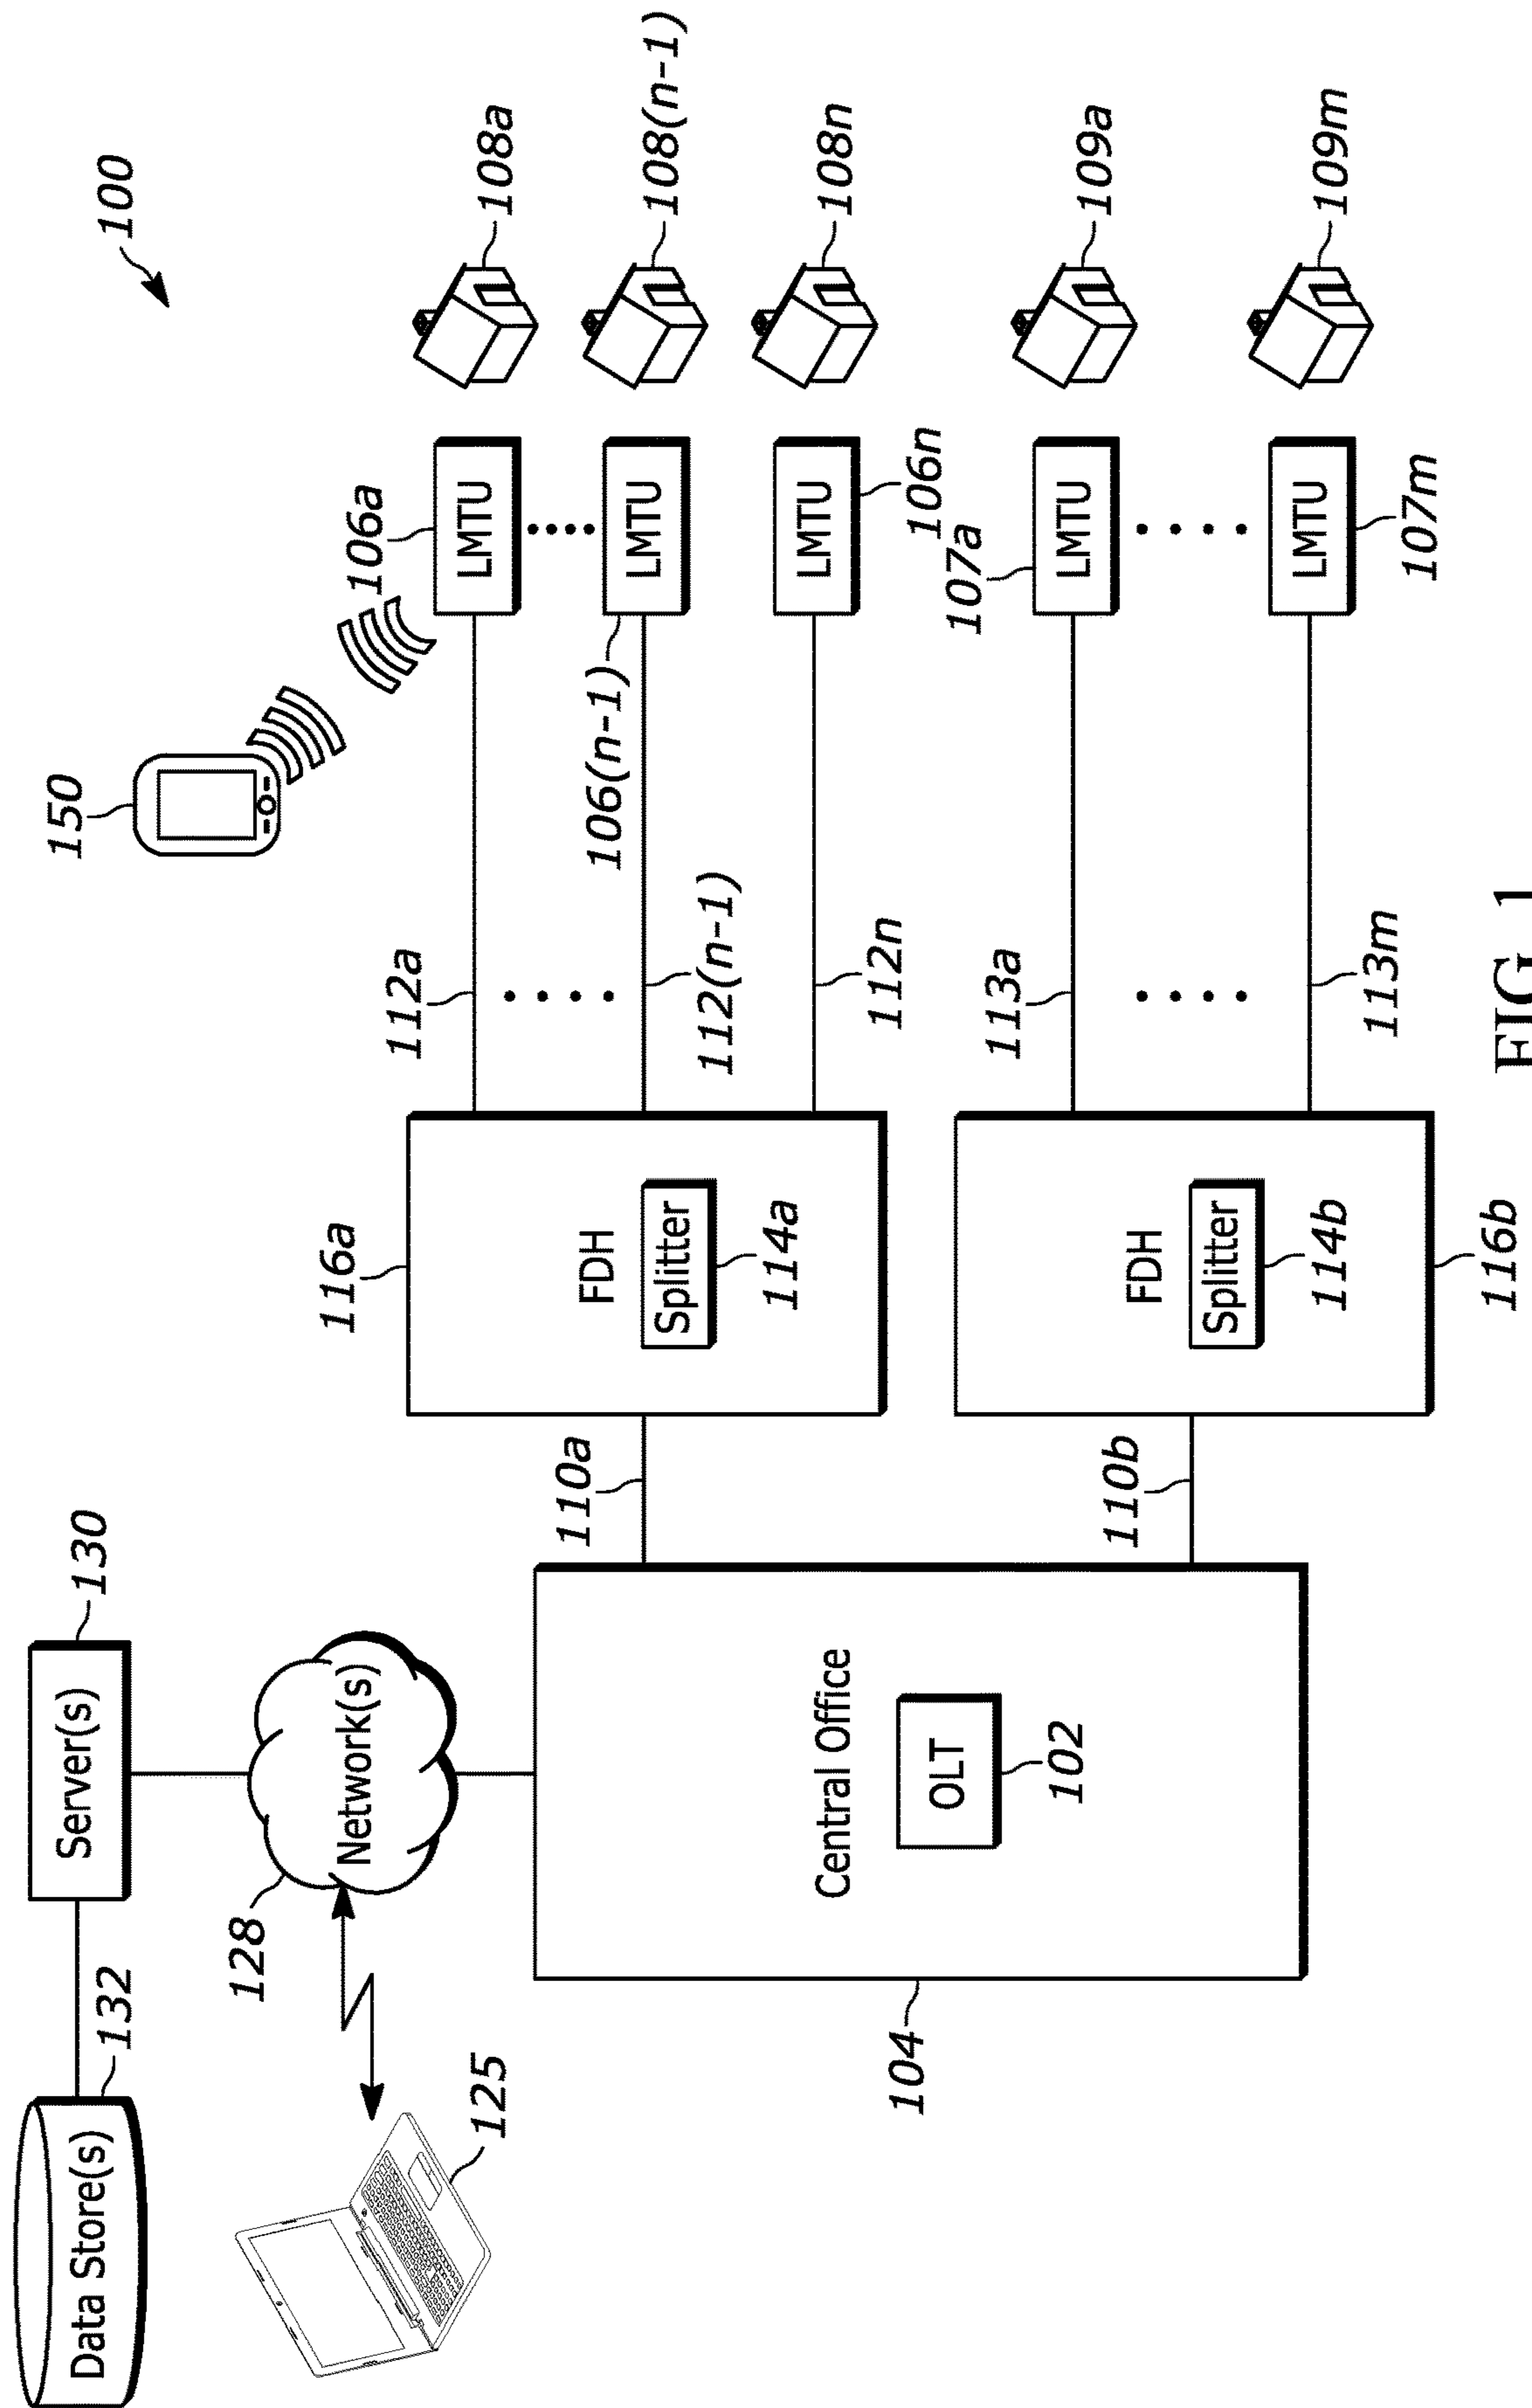 100
Data Store(s)
132
Server(s)
130
150
125
128
Network(s)
104
Central Office
OLT
102
110a
110b
116a
FDH
Splitter
114a
FDH
Splitter
114b
116b
112a
112(n-1)
112n
113a
113m
106a
LMTU
106(n-1)
LMTU
LMTU
106n
107a
LMTU
LMTU
107m
108a
108(n-1)
108n
109a
109m
FIG. 1